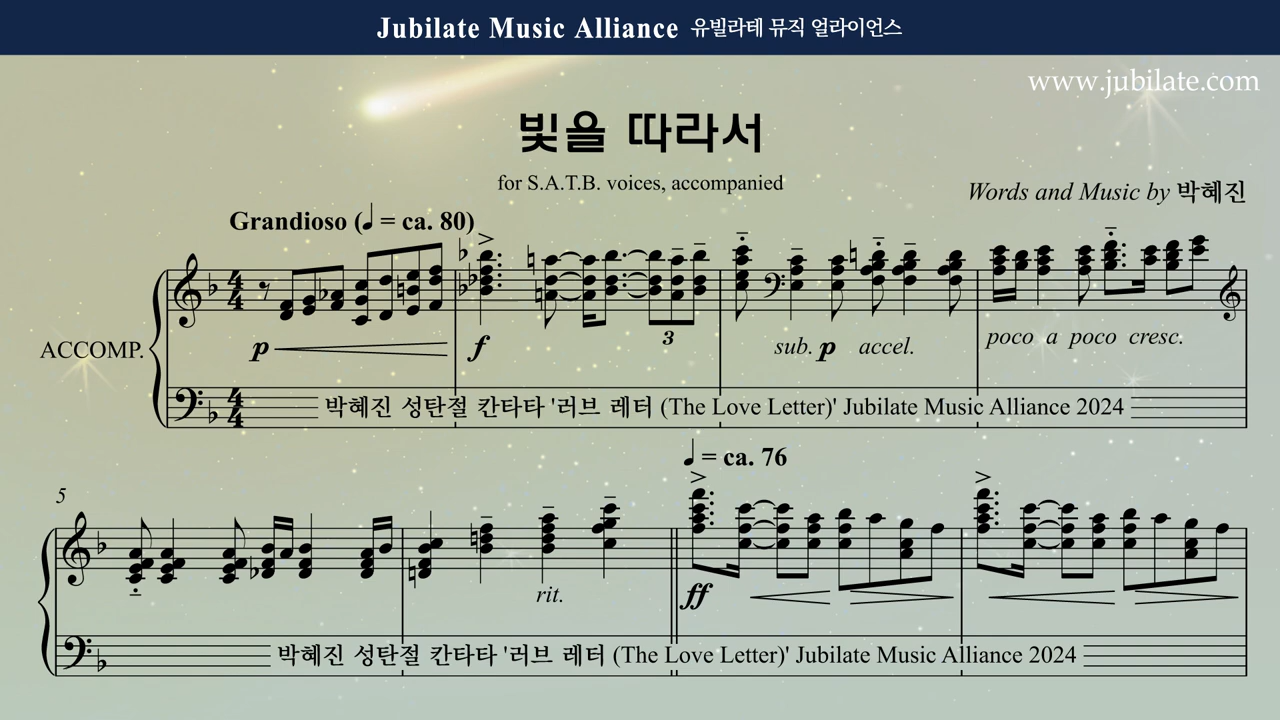 Jubilate Music Alliance 유빌라테 뮤직 얼라이언스
www.jubilate.com
빛을 따라서
for S.A.T.B. voices, accompanied
Words and Music by 박혜진
Grandioso (♩ = ca. 80)
ACCOMP.
p
f
3
sub. p accel.
poco a poco cresc.
박혜진 성탄절 칸타타 '러브 레터 (The Love Letter)' Jubilate Music Alliance 2024
♩ = ca. 76
5
rit.
ff
박혜진 성탄절 칸타타 '러브 레터 (The Love Letter)' Jubilate Music Alliance 2024